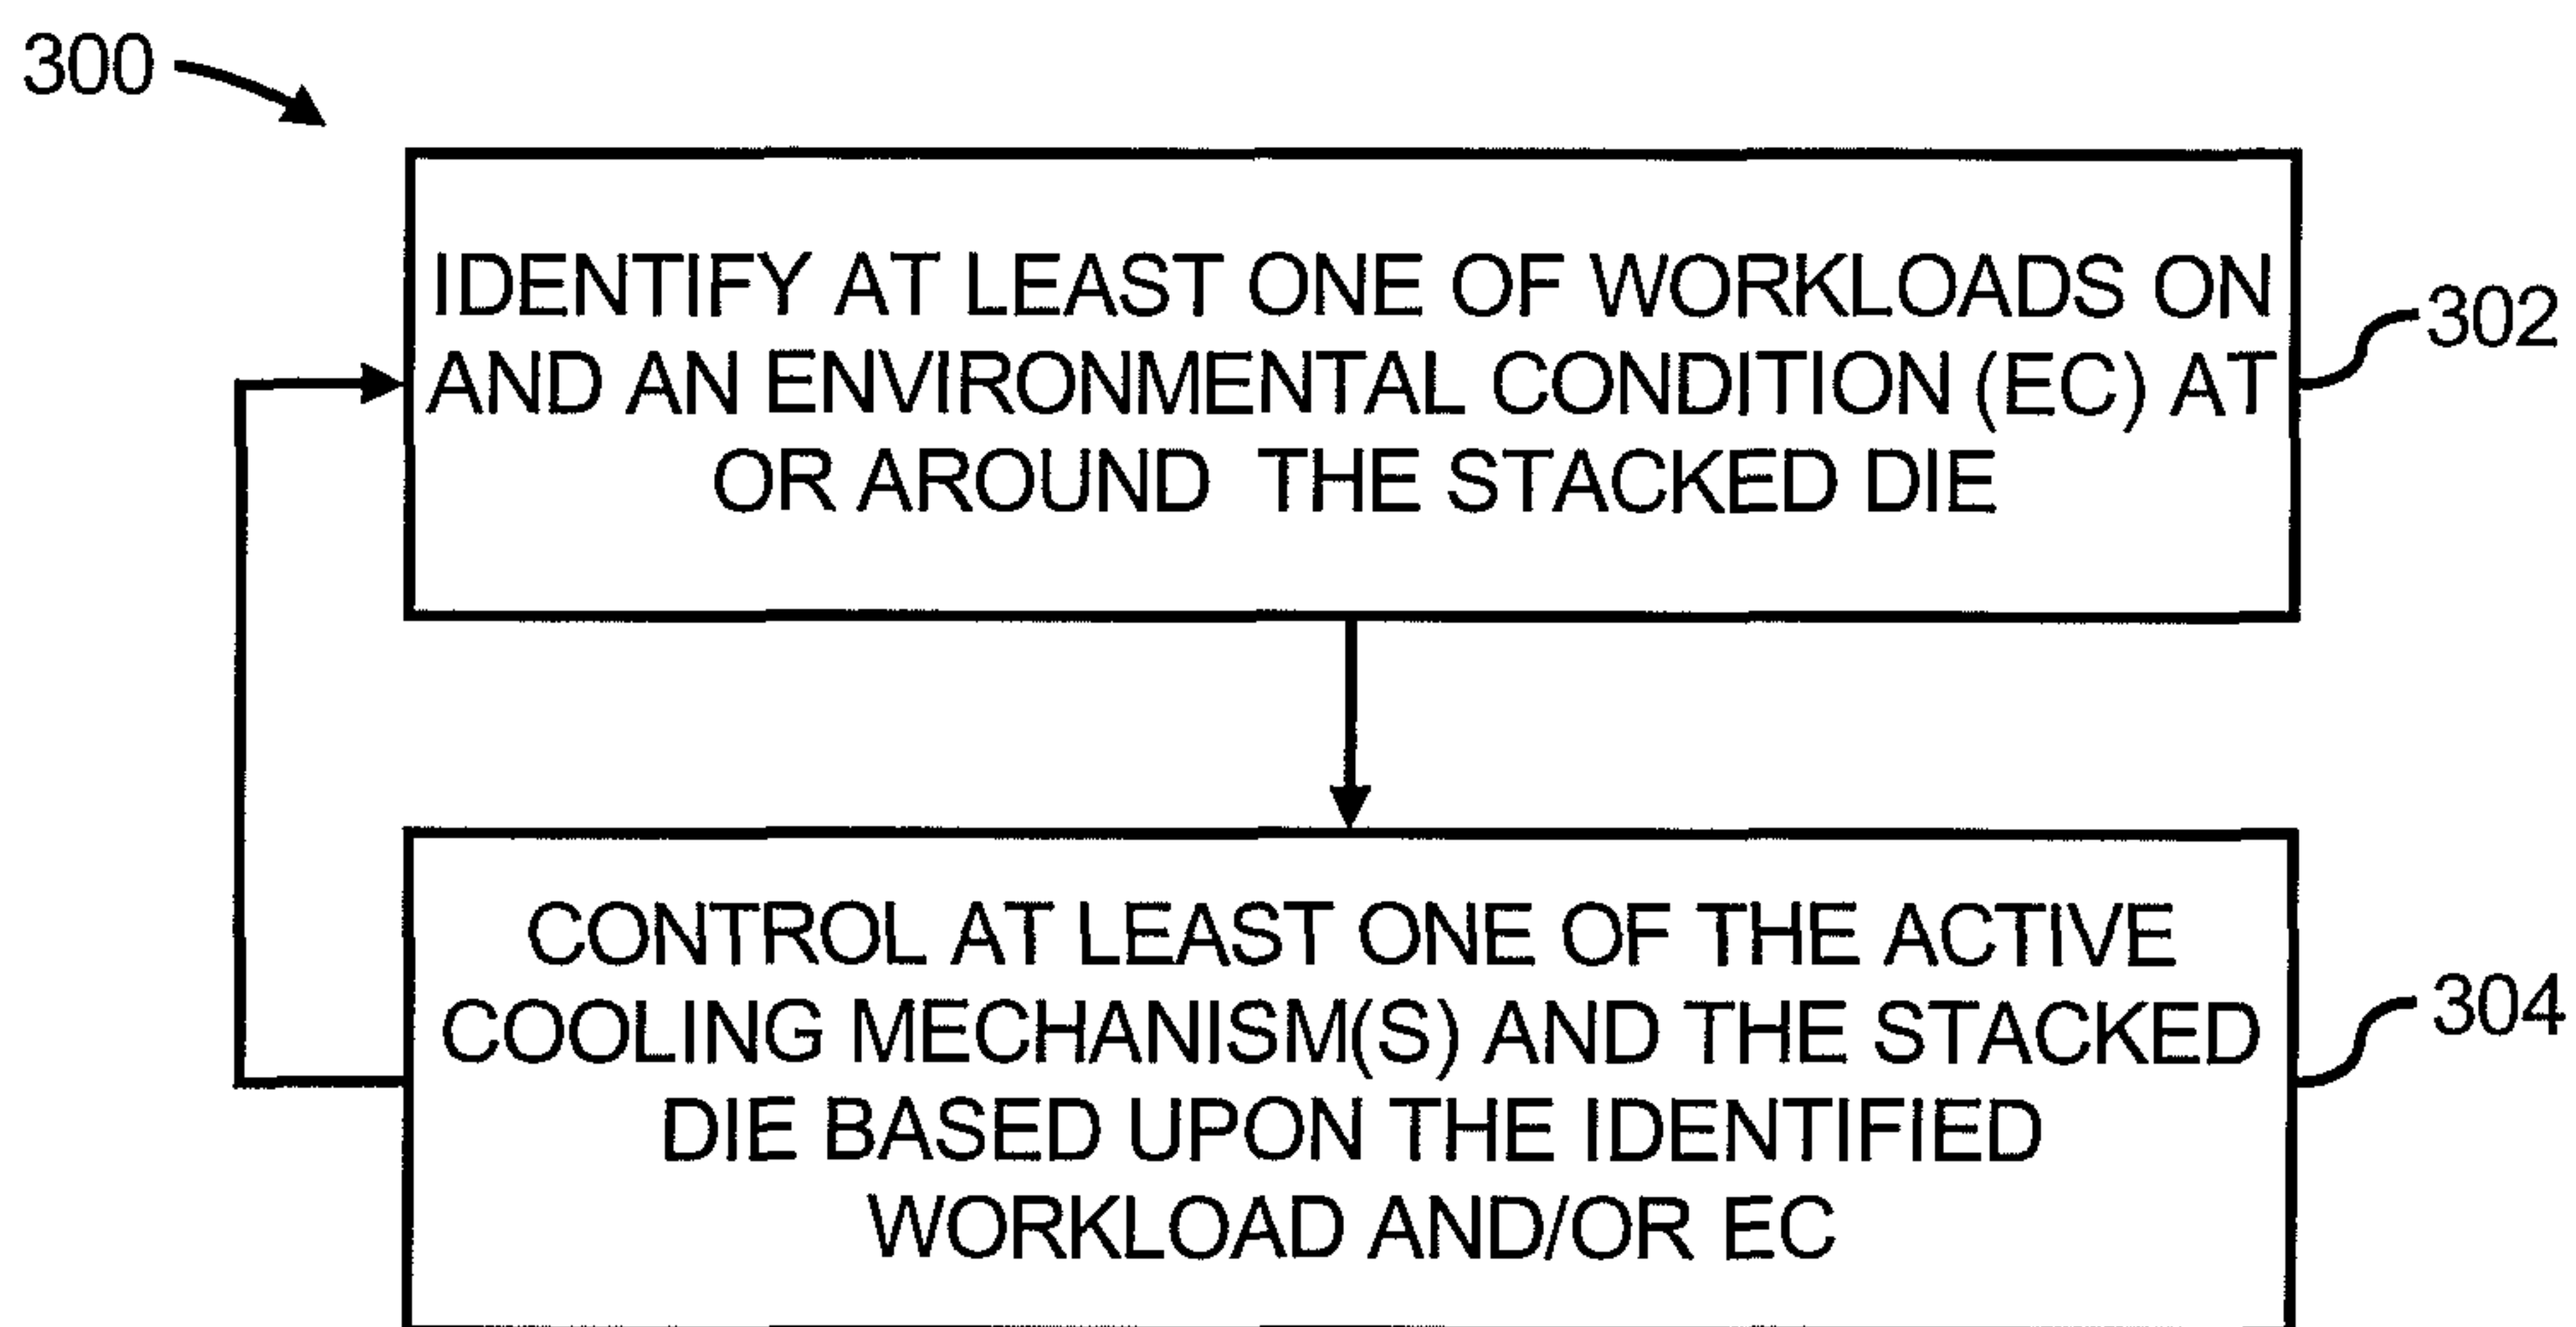 300
IDENTIFY AT LEAST ONE OF WORKLOADS ON
AND AN ENVIRONMENTAL CONDITION (EC) AT
OR AROUND THE STACKED DIE
302
CONTROL AT LEAST ONE OF THE ACTIVE
COOLING MECHANISM(S) AND THE STACKED
DIE BASED UPON THE IDENTIFIED
WORKLOAD AND/OR EC
304